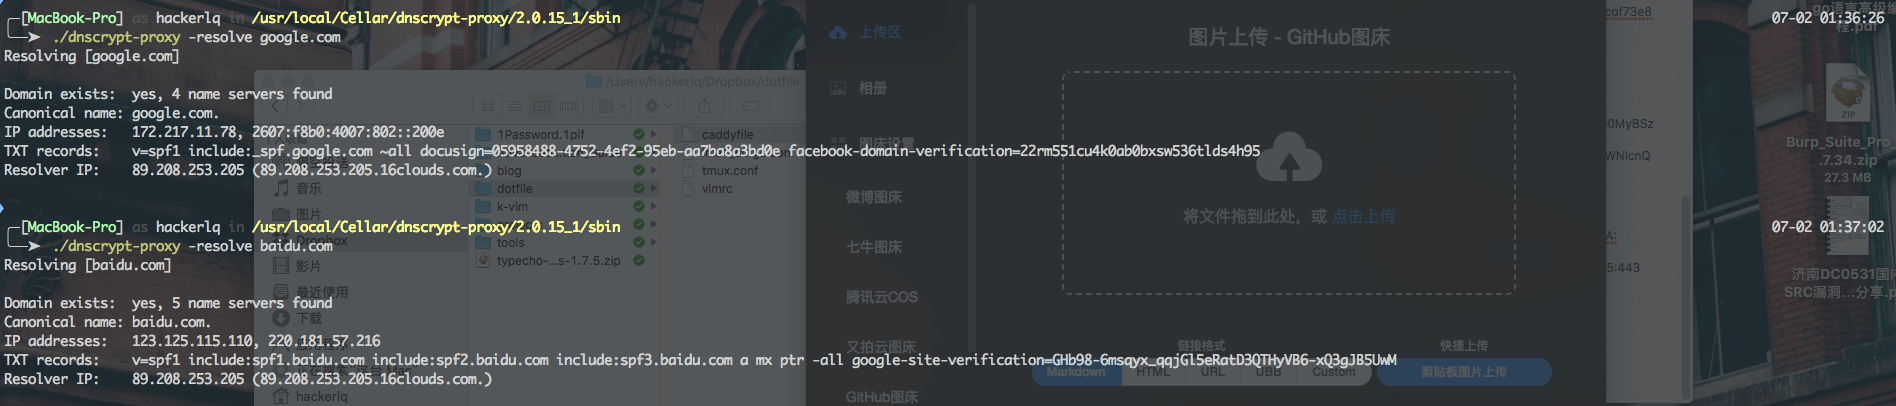 [MacBook-Pro] as hackerlq in /usr/local/Cellar/dnscrypt-proxy/2.0.15_1/sbin 07-02 01:36:26
./dnscrypt-proxy -resolve google.com
Resolving [google.com]
Domain exists: yes, 4 name servers found
Canonical name: google.com.
IP addresses: 172.217.11.78, 2607:f8b0:4007:802::200e
TXT records: v=spf1 include:_spf.google.com ~all docusign=05958488-4752-4ef2-95eb-aa7ba8a3bd0e facebook-domain-verification=22rm551cu4k0ab0bxsw536tlds4h95
Resolver IP: 89.208.253.205 (89.208.253.205.16clouds.com.)
[MacBook-Pro] as hackerlq in /usr/local/Cellar/dnscrypt-proxy/2.0.15_1/sbin 07-02 01:37:02
./dnscrypt-proxy -resolve baidu.com
Resolving [baidu.com]
Domain exists: yes, 5 name servers found
Canonical name: baidu.com.
IP addresses: 123.125.115.110, 220.181.57.216
TXT records: v=spf1 include:spf1.baidu.com include:spf2.baidu.com include:spf3.baidu.com a mx ptr -all google-site-verification=GHb98-6msqyx_qqjGl5eRatD3QTHyVB6-xQ3gJB5UwM
Resolver IP: 89.208.253.205 (89.208.253.205.16clouds.com.)
/Users/hackerlq/Dropbox/dotfile
音乐
图片
Dropbox
影片
最近使用
下载
hackerlq
1Password.1pif
blog
dotfile
k-vim
tools
typecho-...s-1.7.5.zip
caddyfile
tmux.conf
vimrc
上传区
相册
图床设置
微博图床
七牛图床
腾讯云COS
又拍云图床
GitHub图床
图片上传 - GitHub图床
将文件拖到此处，或 点击上传
链接格式
Markdown
HTML
URL
UBB
Custom
快捷上传
剪贴板图片上传
caf73e8
00MyBSz
WNlcnQ
A:
5:443
go语言高级编
程.pdf
ZIP
Burp_Suite_Pro
.7.34.zip
27.3 MB
济南DC0531国内
SRC漏洞...分享.p